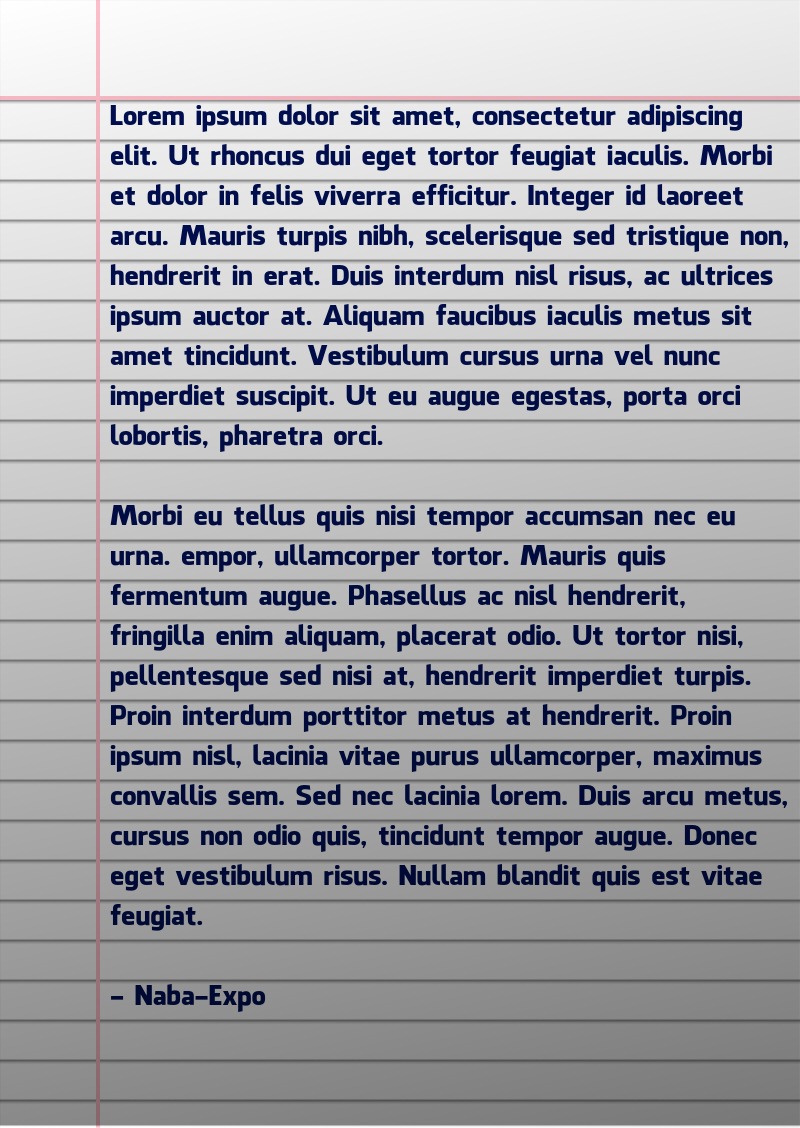 Lorem ipsum dolor sit amet, consectetur adipiscing
elit. Ut rhoncus dui eget tortor feugiat iaculis. Morbi
et dolor in felis viverra efficitur. Integer id laoreet
arcu. Mauris turpis nibh, scelerisque sed tristique non,
hendrerit in erat. Duis interdum nisl risus, ac ultrices
ipsum auctor at. Aliquam faucibus iaculis metus sit
amet tincidunt. Vestibulum cursus urna vel nunc
imperdiet suscipit. Ut eu augue egestas, porta orci
lobortis, pharetra orci.

Morbi eu tellus quis nisi tempor accumsan nec eu
urna. empor, ullamcorper tortor. Mauris quis
fermentum augue. Phasellus ac nisl hendrerit,
fringilla enim aliquam, placerat odio. Ut tortor nisi,
pellentesque sed nisi at, hendrerit imperdiet turpis.
Proin interdum porttitor metus at hendrerit. Proin
ipsum nisl, lacinia vitae purus ullamcorper, maximus
convallis sem. Sed nec lacinia lorem. Duis arcu metus,
cursus non odio quis, tincidunt tempor augue. Donec
eget vestibulum risus. Nullam blandit quis est vitae
feugiat.

– Naba–Expo